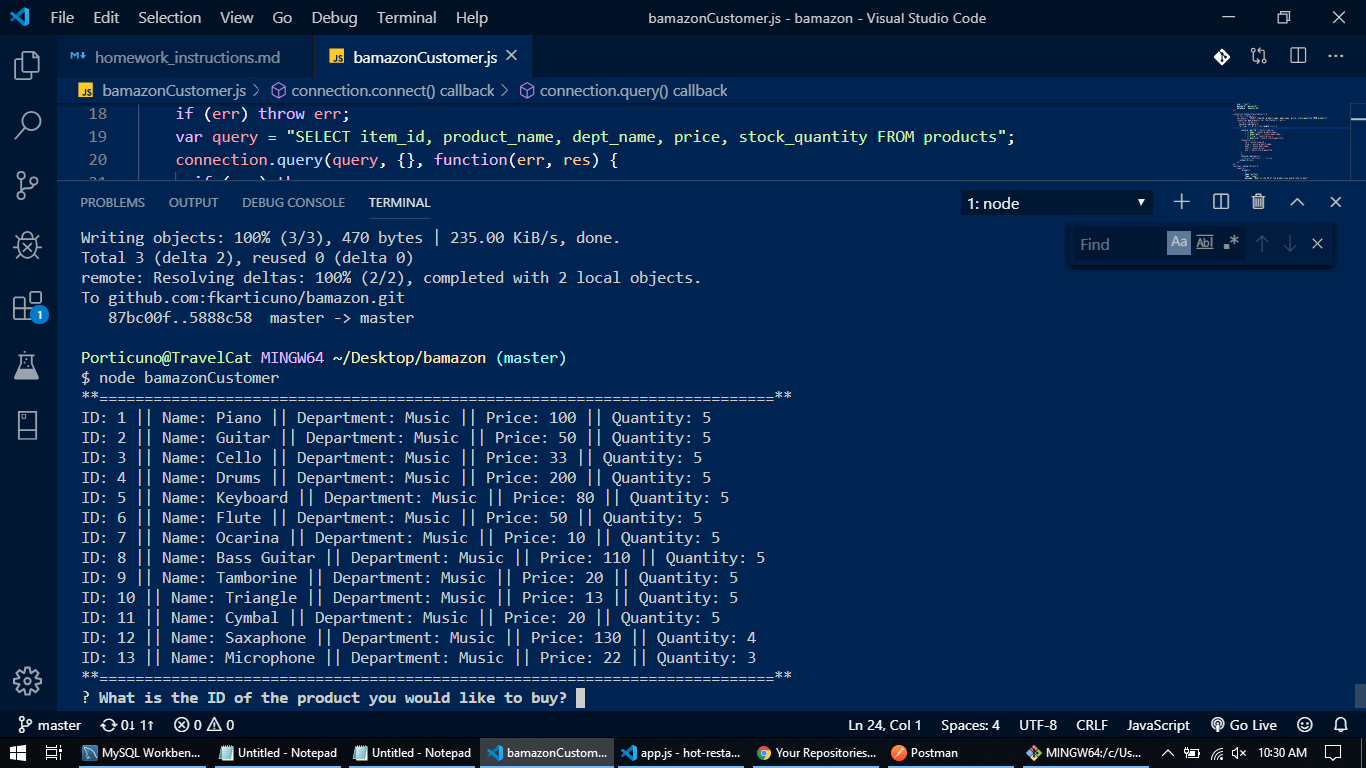 File Edit Selection View Go Debug Terminal Help bamazonCustomer.js - bamazon - Visual Studio Code
M↓ homework_instructions.md JS bamazonCustomer.js
JS bamazonCustomer.js > connection.connect() callback > connection.query() callback
18 if (err) throw err;
19 var query = "SELECT item_id, product_name, dept_name, price, stock_quantity FROM products";
20 connection.query(query, {}, function(err, res) {
PROBLEMS OUTPUT DEBUG CONSOLE TERMINAL 1: node
Find Aa Abl .*
Writing objects: 100% (3/3), 470 bytes | 235.00 KiB/s, done.
Total 3 (delta 2), reused 0 (delta 0)
remote: Resolving deltas: 100% (2/2), completed with 2 local objects.
To github.com:fkarticuno/bamazon.git
87bc00f..5888c58 master -> master
Porticuno@TravelCat MINGW64 ~/Desktop/bamazon (master)
$ node bamazonCustomer
**===========================================================================**
ID: 1 || Name: Piano || Department: Music || Price: 100 || Quantity: 5
ID: 2 || Name: Guitar || Department: Music || Price: 50 || Quantity: 5
ID: 3 || Name: Cello || Department: Music || Price: 33 || Quantity: 5
ID: 4 || Name: Drums || Department: Music || Price: 200 || Quantity: 5
ID: 5 || Name: Keyboard || Department: Music || Price: 80 || Quantity: 5
ID: 6 || Name: Flute || Department: Music || Price: 50 || Quantity: 5
ID: 7 || Name: Ocarina || Department: Music || Price: 10 || Quantity: 5
ID: 8 || Name: Bass Guitar || Department: Music || Price: 110 || Quantity: 5
ID: 9 || Name: Tamborine || Department: Music || Price: 20 || Quantity: 5
ID: 10 || Name: Triangle || Department: Music || Price: 13 || Quantity: 5
ID: 11 || Name: Cymbal || Department: Music || Price: 20 || Quantity: 5
ID: 12 || Name: Saxaphone || Department: Music || Price: 130 || Quantity: 4
ID: 13 || Name: Microphone || Department: Music || Price: 22 || Quantity: 3
**===========================================================================**
? What is the ID of the product you would like to buy?
1
master 0↓ 1↑ 0 0 Ln 24, Col 1 Spaces: 4 UTF-8 CRLF JavaScript Go Live
MySQL Workben... Untitled - Notepad Untitled - Notepad bamazonCustom... app.js - hot-resta... Your Repositories... Postman MINGW64:/c/Us... 10:30 AM